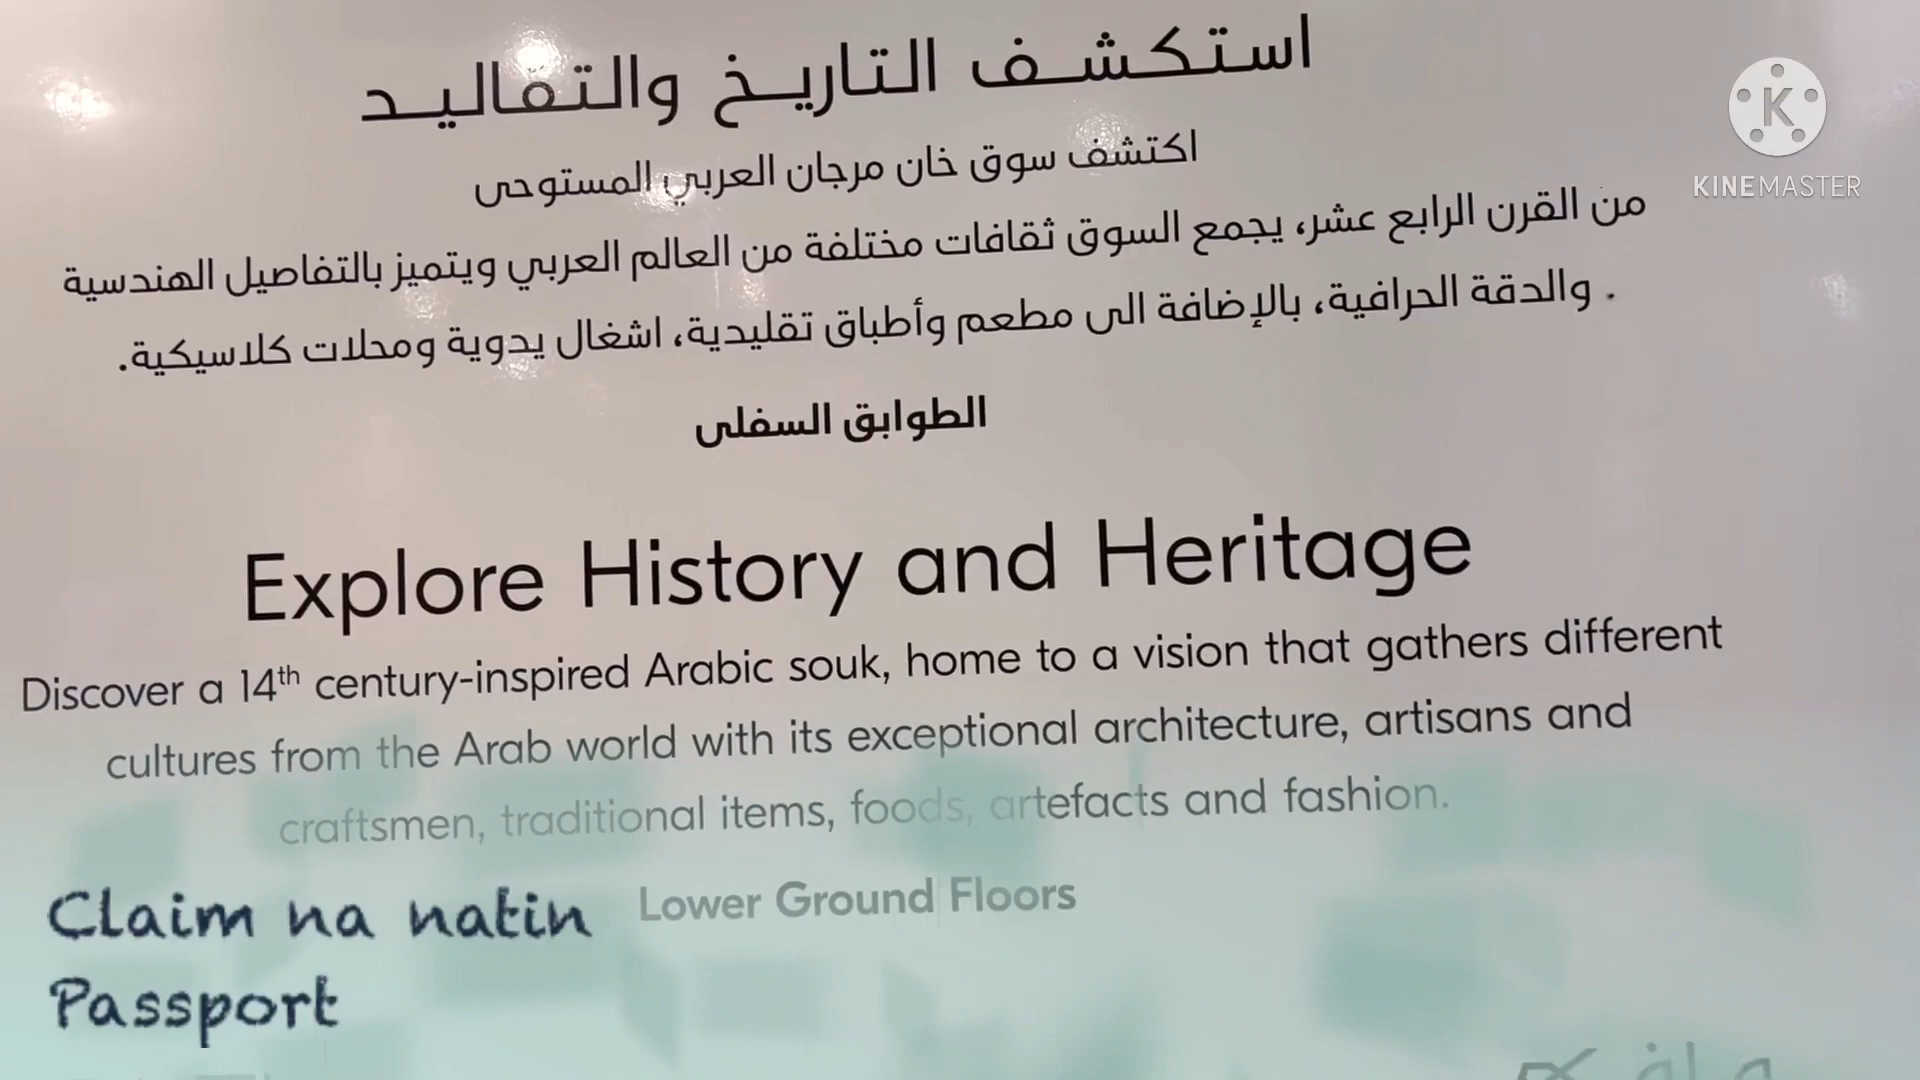 استكشف التاريخ والتقاليد
اكتشف سوق خان مرجان العربي المستوحى
من القرن الرابع عشر، يجمع السوق ثقافات مختلفة من العالم العربي ويتميز بالتفاصيل الهندسية
. والدقة الحرافية، بالإضافة الى مطعم وأطباق تقليدية، اشغال يدوية ومحلات كلاسيكية.
الطوابق السفلى
Explore History and Heritage
Discover a 14th century-inspired Arabic souk, home to a vision that gathers different
cultures from the Arab world with its exceptional architecture, artisans and
craftsmen, traditional items, foods, artefacts and fashion.
Lower Ground Floors
Claim na natin
Passport
KINEMASTER